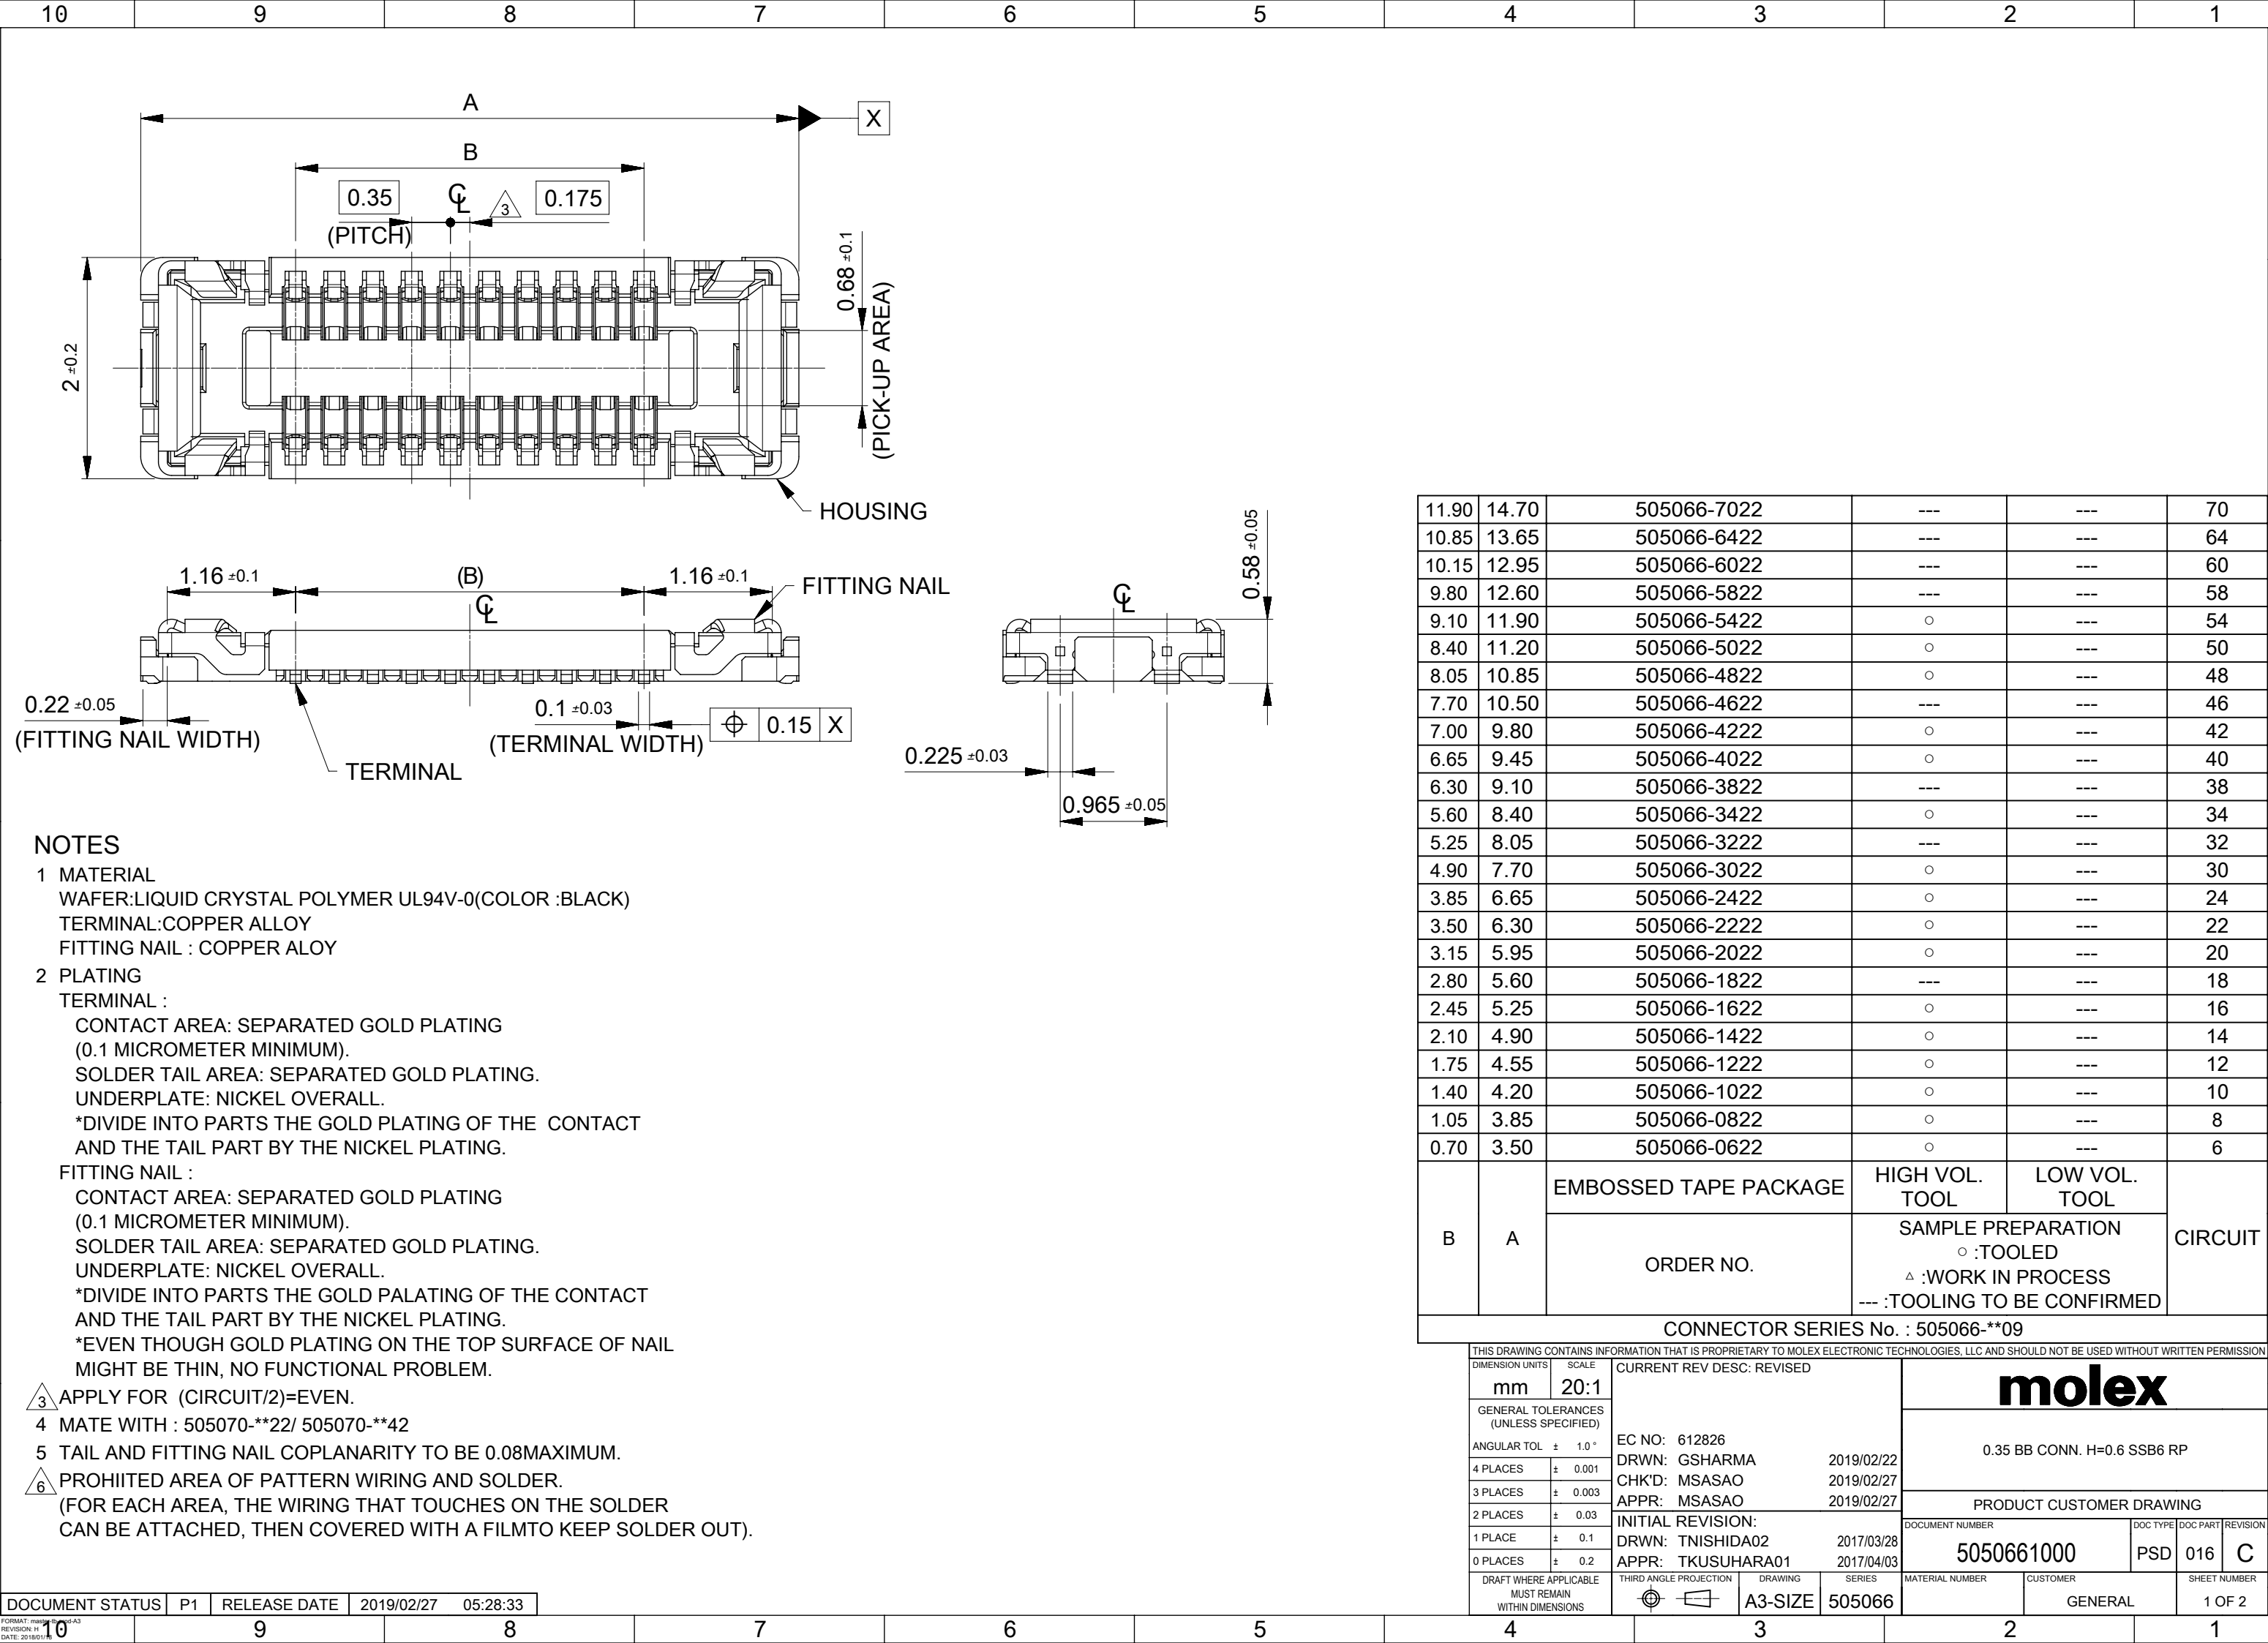 10 9 8 7 6 5 4 3 2 1
A
X
B
0.35
C
L
3
0.175
(PITCH)
2 ±0.2
0.68 ±0.1
(PICK-UP AREA)
HOUSING
1.16 ±0.1
(B)
1.16 ±0.1
FITTING NAIL
C
L
C
L
0.58 ±0.05
0.22 ±0.05
(FITTING NAIL WIDTH)
0.1 ±0.03
(TERMINAL WIDTH)
0.15 X
TERMINAL
0.225 ±0.03
0.965 ±0.05
NOTES
1 MATERIAL
WAFER:LIQUID CRYSTAL POLYMER UL94V-0(COLOR :BLACK)
TERMINAL:COPPER ALLOY
FITTING NAIL : COPPER ALOY
2 PLATING
TERMINAL :
CONTACT AREA: SEPARATED GOLD PLATING
(0.1 MICROMETER MINIMUM).
SOLDER TAIL AREA: SEPARATED GOLD PLATING.
UNDERPLATE: NICKEL OVERALL.
*DIVIDE INTO PARTS THE GOLD PLATING OF THE CONTACT
AND THE TAIL PART BY THE NICKEL PLATING.
FITTING NAIL :
CONTACT AREA: SEPARATED GOLD PLATING
(0.1 MICROMETER MINIMUM).
SOLDER TAIL AREA: SEPARATED GOLD PLATING.
UNDERPLATE: NICKEL OVERALL.
*DIVIDE INTO PARTS THE GOLD PALATING OF THE CONTACT
AND THE TAIL PART BY THE NICKEL PLATING.
*EVEN THOUGH GOLD PLATING ON THE TOP SURFACE OF NAIL
MIGHT BE THIN, NO FUNCTIONAL PROBLEM.
3 APPLY FOR (CIRCUIT/2)=EVEN.
4 MATE WITH : 505070-**22/ 505070-**42
5 TAIL AND FITTING NAIL COPLANARITY TO BE 0.08MAXIMUM.
6 PROHIITED AREA OF PATTERN WIRING AND SOLDER.
(FOR EACH AREA, THE WIRING THAT TOUCHES ON THE SOLDER
CAN BE ATTACHED, THEN COVERED WITH A FILMTO KEEP SOLDER OUT).
11.90 14.70 505066-7022 --- --- 70
10.85 13.65 505066-6422 --- --- 64
10.15 12.95 505066-6022 --- --- 60
9.80 12.60 505066-5822 --- --- 58
9.10 11.90 505066-5422 ○ --- 54
8.40 11.20 505066-5022 ○ --- 50
8.05 10.85 505066-4822 ○ --- 48
7.70 10.50 505066-4622 --- --- 46
7.00 9.80 505066-4222 ○ --- 42
6.65 9.45 505066-4022 ○ --- 40
6.30 9.10 505066-3822 --- --- 38
5.60 8.40 505066-3422 ○ --- 34
5.25 8.05 505066-3222 --- --- 32
4.90 7.70 505066-3022 ○ --- 30
3.85 6.65 505066-2422 ○ --- 24
3.50 6.30 505066-2222 ○ --- 22
3.15 5.95 505066-2022 ○ --- 20
2.80 5.60 505066-1822 --- --- 18
2.45 5.25 505066-1622 ○ --- 16
2.10 4.90 505066-1422 ○ --- 14
1.75 4.55 505066-1222 ○ --- 12
1.40 4.20 505066-1022 ○ --- 10
1.05 3.85 505066-0822 ○ --- 8
0.70 3.50 505066-0622 ○ --- 6
B A EMBOSSED TAPE PACKAGE HIGH VOL. TOOL LOW VOL. TOOL CIRCUIT
ORDER NO.
SAMPLE PREPARATION
○ :TOOLED
△ :WORK IN PROCESS
--- :TOOLING TO BE CONFIRMED
CONNECTOR SERIES No. : 505066-**09
THIS DRAWING CONTAINS INFORMATION THAT IS PROPRIETARY TO MOLEX ELECTRONIC TECHNOLOGIES, LLC AND SHOULD NOT BE USED WITHOUT WRITTEN PERMISSION
DIMENSION UNITS SCALE
mm 20:1
GENERAL TOLERANCES
(UNLESS SPECIFIED)
ANGULAR TOL ± 1.0 °
4 PLACES ± 0.001
3 PLACES ± 0.003
2 PLACES ± 0.03
1 PLACE ± 0.1
0 PLACES ± 0.2
DRAFT WHERE APPLICABLE
MUST REMAIN
WITHIN DIMENSIONS
CURRENT REV DESC: REVISED
EC NO: 612826
DRWN: GSHARMA 2019/02/22
CHK'D: MSASAO 2019/02/27
APPR: MSASAO 2019/02/27
INITIAL REVISION:
DRWN: TNISHIDA02 2017/03/28
APPR: TKUSUHARA01 2017/04/03
THIRD ANGLE PROJECTION
DRAWING
A3-SIZE
SERIES
505066
molex
0.35 BB CONN. H=0.6 SSB6 RP
PRODUCT CUSTOMER DRAWING
DOCUMENT NUMBER
5050661000
DOC TYPE
PSD
DOC PART
016
REVISION
C
MATERIAL NUMBER
CUSTOMER
GENERAL
SHEET NUMBER
1 OF 2
DOCUMENT STATUS P1 RELEASE DATE 2019/02/27 05:28:33
REVISION: H
10 9 8 7 6 5 4 3 2 1